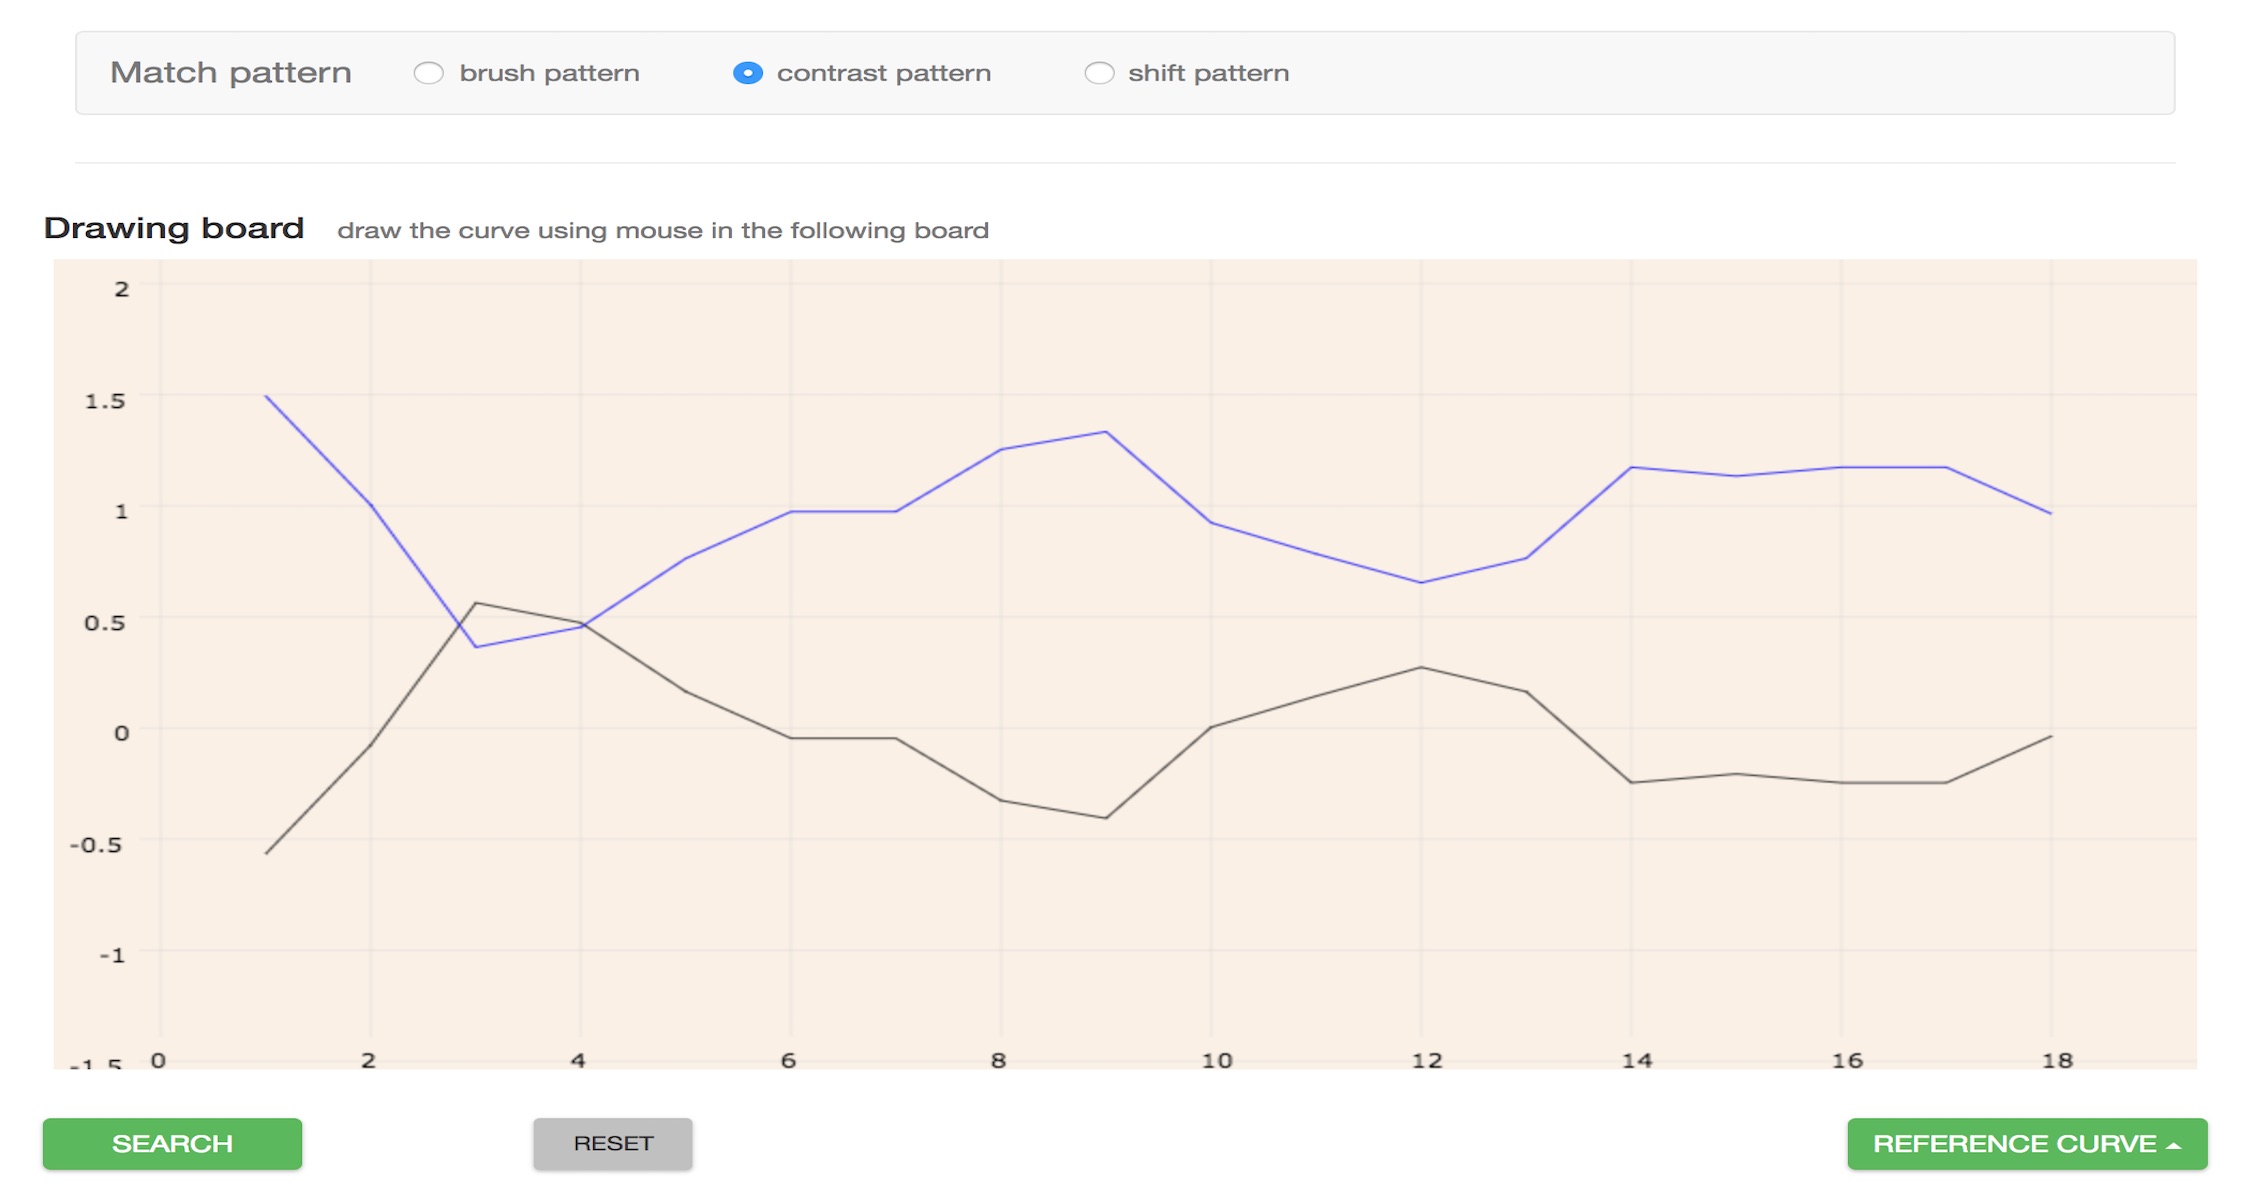 Match pattern brush pattern contrast pattern shift pattern
Drawing board draw the curve using mouse in the following board
2
1.5
1
0.5
0
-0.5
-1
-1.5
0 2 4 6 8 10 12 14 16 18
SEARCH RESET REFERENCE CURVE